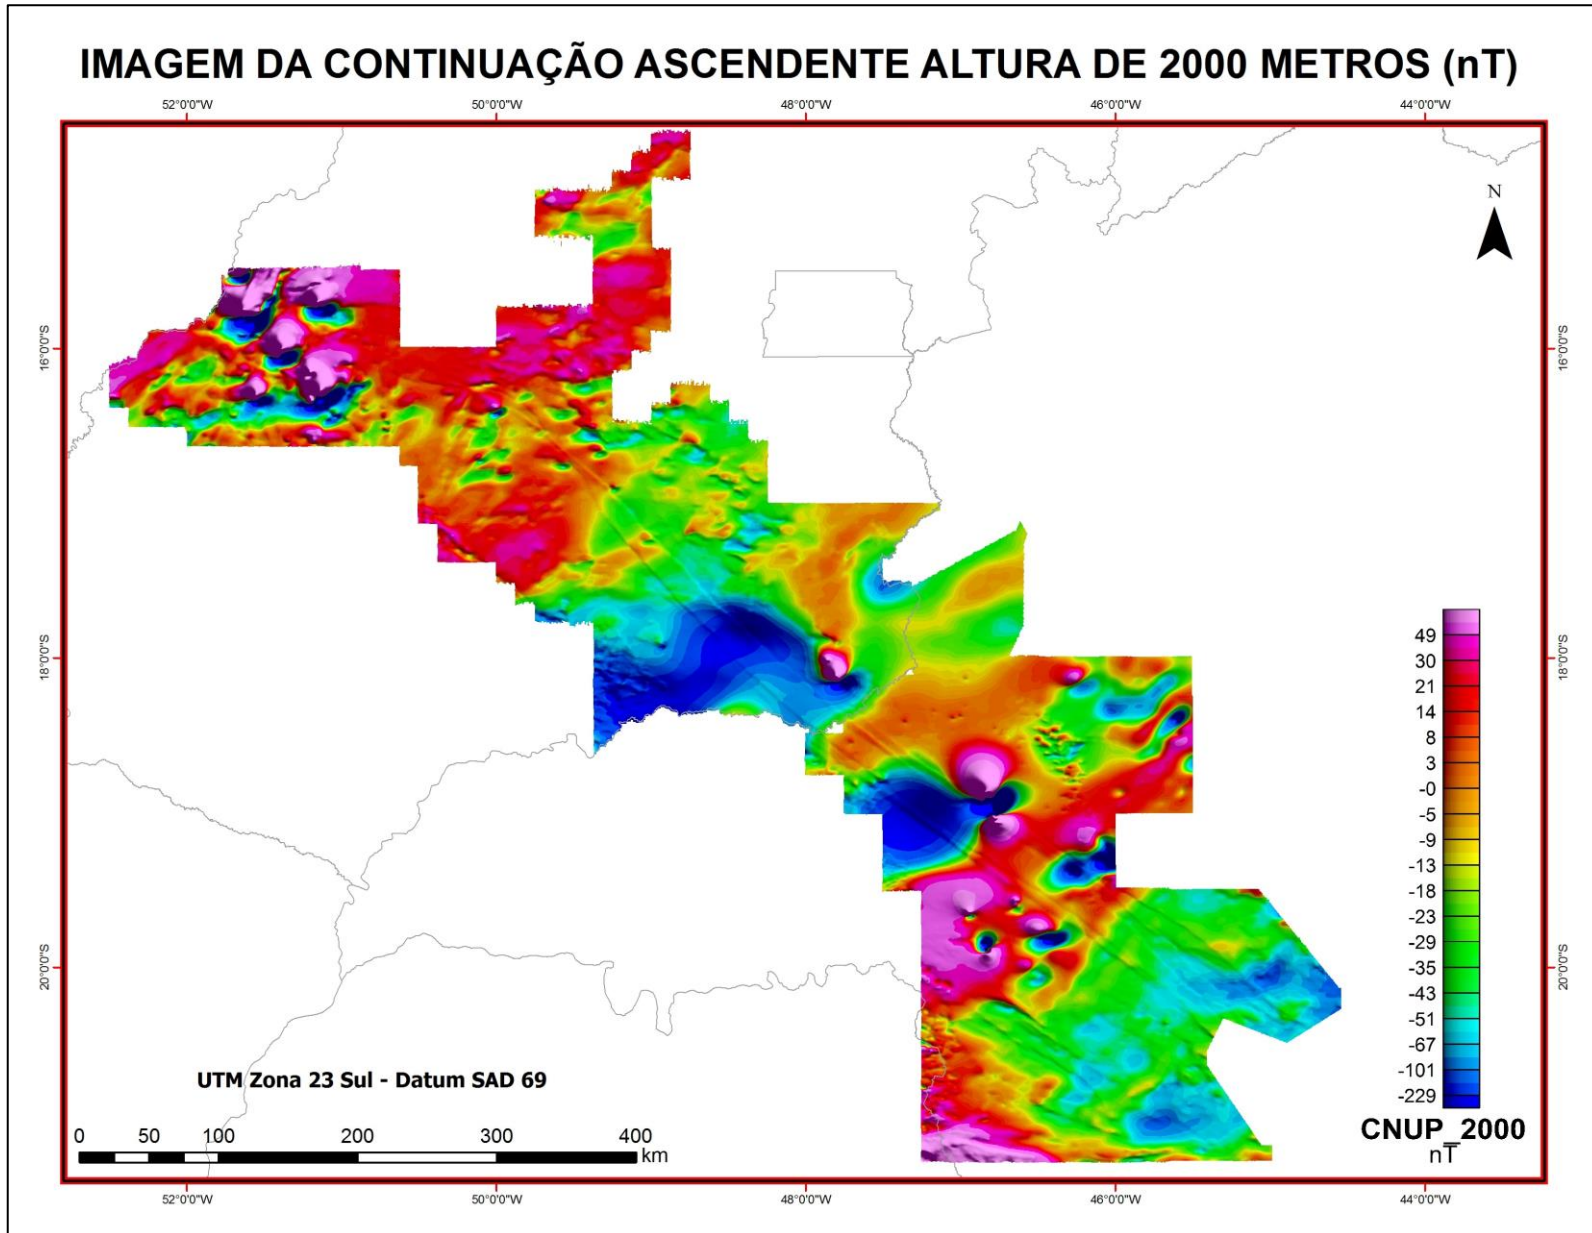 IMAGEM DA CONTINUAÇÃO ASCENDENTE ALTURA DE 2000 METROS (nT)
52°0'0"W 50°0'0"W 48°0'0"W 46°0'0"W 44°0'0"W
N
16°0'0"S 16°0'0"S
18°0'0"S 18°0'0"S
20°0'0"S 20°0'0"S
49
30
21
14
8
3
-0
-5
-9
-13
-18
-23
-29
-35
-43
-51
-67
-101
-229
CNUP_2000
nT
UTM Zona 23 Sul - Datum SAD 69
0 50 100 200 300 400
km
52°0'0"W 50°0'0"W 48°0'0"W 46°0'0"W 44°0'0"W